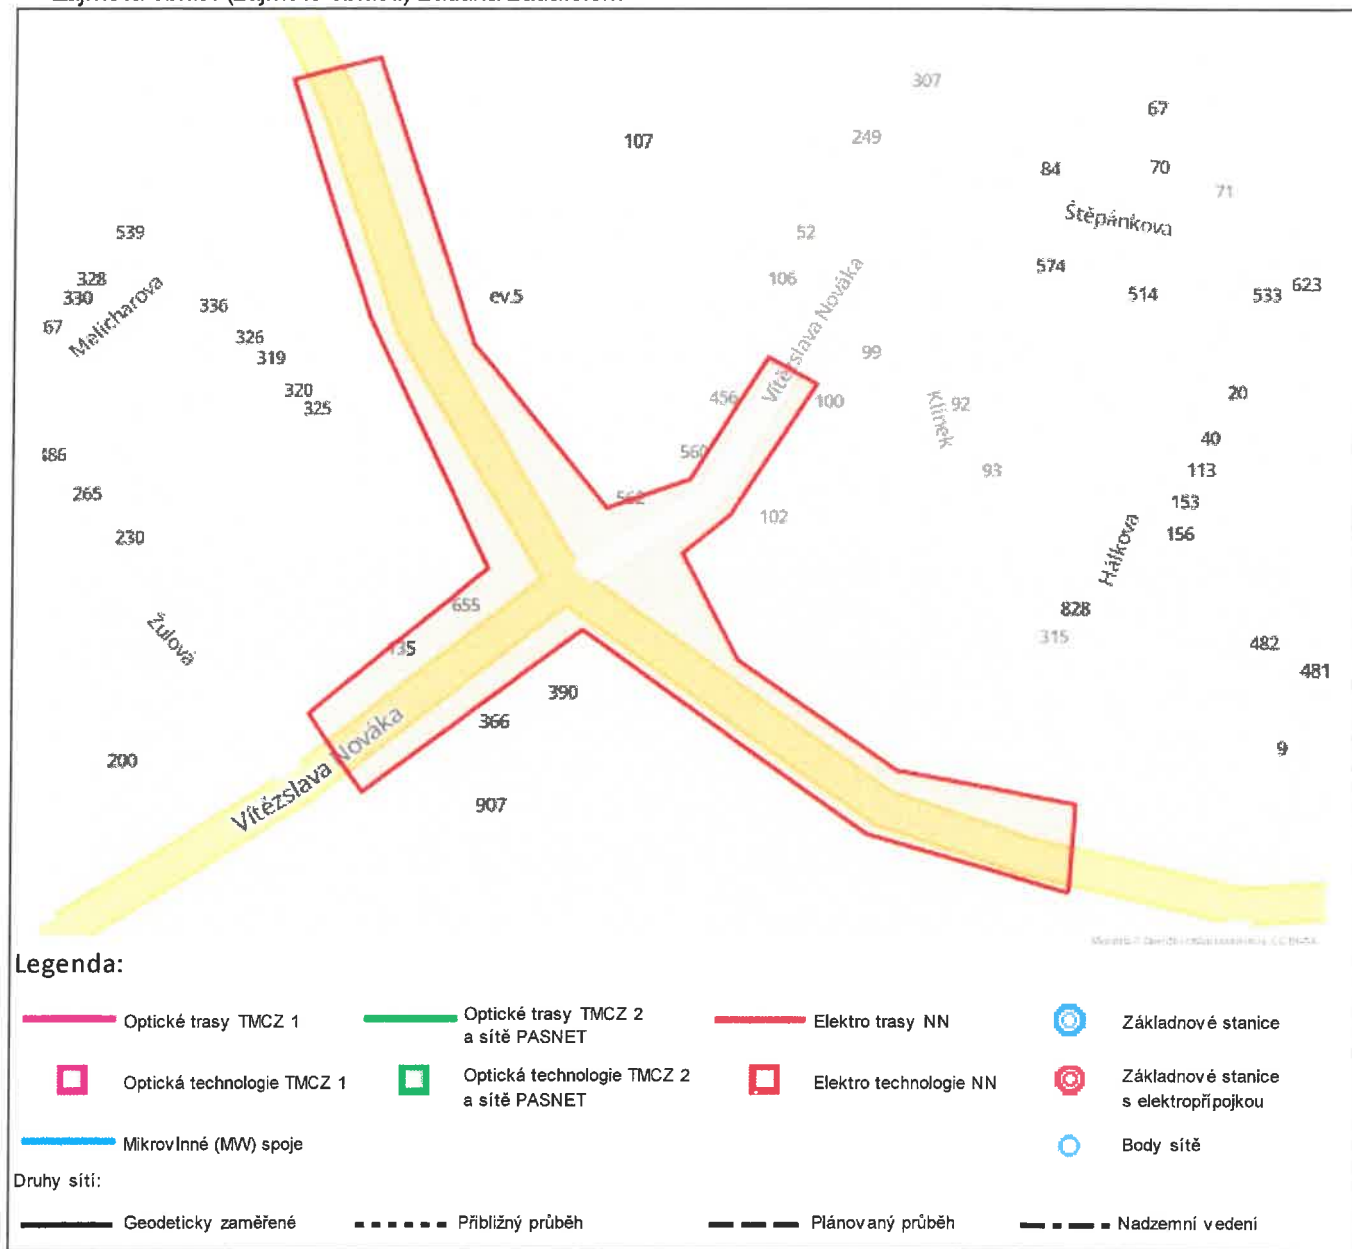 307
67
107
249
84
70
71
Štěpánkova
539
52
574
328
106
623
330
Melicharova
336
ev.5
514
533
67
326
Vítězslava Nováka
319
99
320
456
100
Klínek
92
20
325
40
486
560
113
265
562
93
153
230
102
Hálkova
156
655
828
Žulová
135
315
482
481
390
366
Vítězslava Nováka
200
9
907
Legenda:
Optické trasy TMCZ 1
Optické trasy TMCZ 2
a sítě PASNET
Elektro trasy NN
Základnové stanice
Optická technologie TMCZ 1
Optická technologie TMCZ 2
a sítě PASNET
Elektro technologie NN
Základnové stanice
s elektropřípojkou
Mikrovlnné (MW) spoje
Body sítě
Druhy sítí:
Geodeticky zaměřené
Přibližný průběh
Plánovaný průběh
Nadzemní vedení